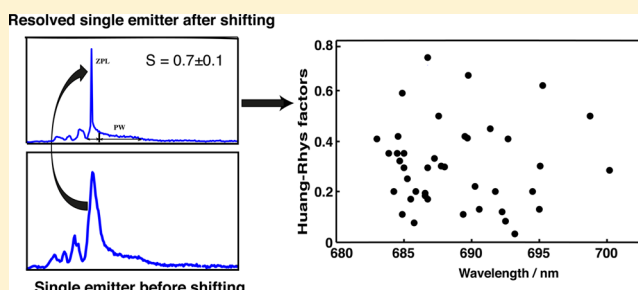 Resolved single emitter after shifting
ZPL
S = 0.7±0.1
PW
Single emitter before shifting
Huang-Rhys factors
0.8
0.6
0.4
0.2
0
680
685
690
695
700
Wavelength / nm